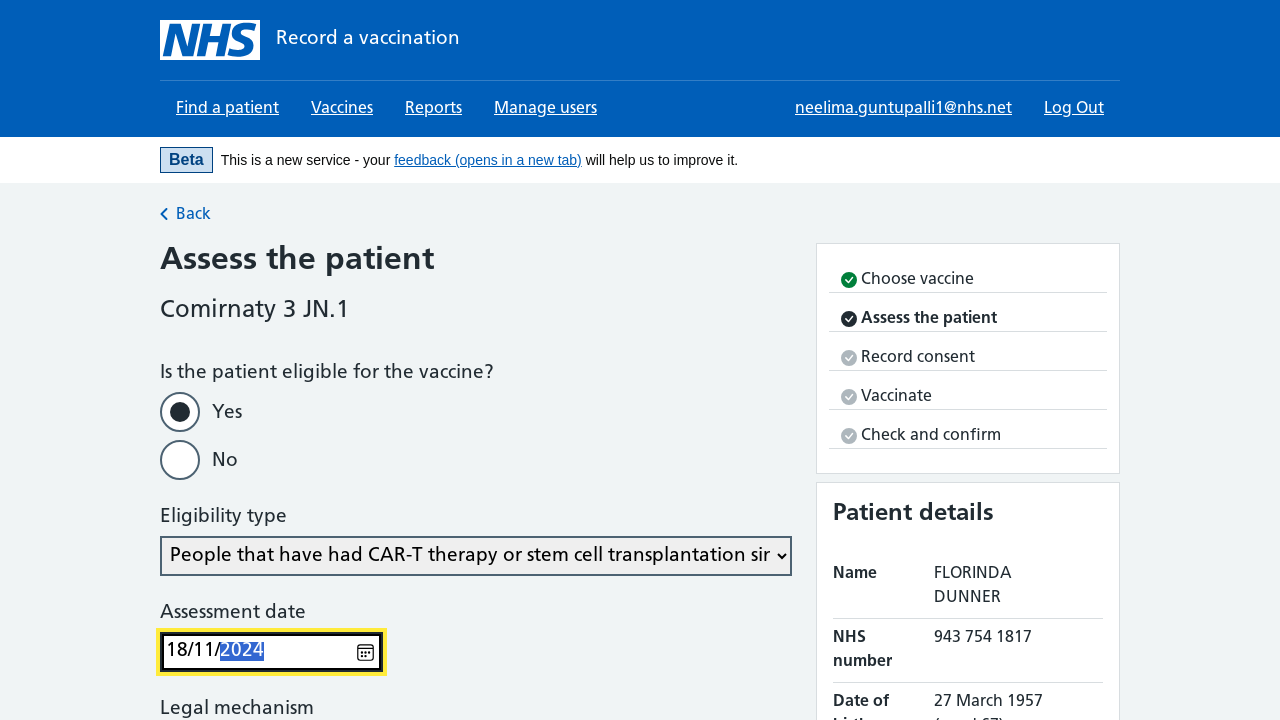 NHS Record a vaccination
Find a patient Vaccines Reports Manage users neelima.guntupalli1@nhs.net Log Out
Beta This is a new service - your feedback (opens in a new tab) will help us to improve it.
Back
Assess the patient
Comirnaty 3 JN.1
Is the patient eligible for the vaccine?
Yes
No
Eligibility type
People that have had CAR-T therapy or stem cell transplantation sir
Assessment date
18/11/2024
Legal mechanism
Choose vaccine
Assess the patient
Record consent
Vaccinate
Check and confirm
Patient details
Name FLORINDA
DUNNER
NHS 943 754 1817
number
Date of 27 March 1957